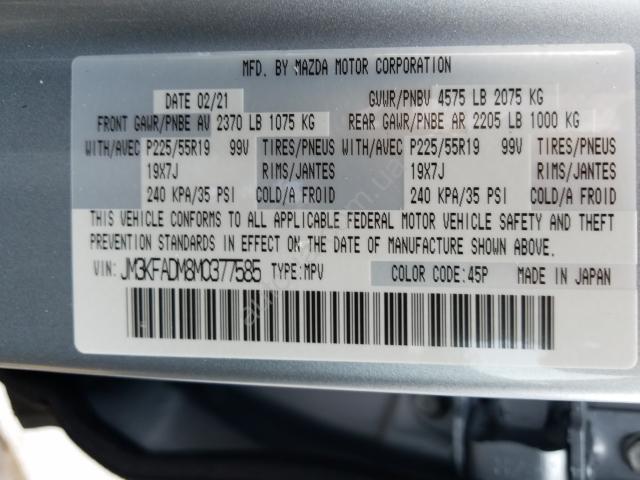 MFD. BY MAZDA MOTOR CORPORATION
DATE 02/21 GVWR/PNBV 4575 LB 2075 KG
FRONT GAWR/PNBE AV 2370 LB 1075 KG REAR GAWR/PNBE AR 2205 LB 1000 KG
WITH/AVEC P225/55R19 99V TIRES/PNEUS WITH/AVEC P225/55R19 99V TIRES/PNEUS
19X7J RIMS/JANTES 19X7J RIMS/JANTES
240 KPA/35 PSI COLD/A FROID 240 KPA/35 PSI COLD/A FROID
THIS VEHICLE CONFORMS TO ALL APPLICABLE FEDERAL MOTOR VEHICLE SAFETY AND THEFT
PREVENTION STANDARDS IN EFFECT ON THE DATE OF MANUFACTURE SHOWN ABOVE.
VIN: JM3KFADM8M0377585 TYPE:MPV COLOR CODE:45P MADE IN JAPAN